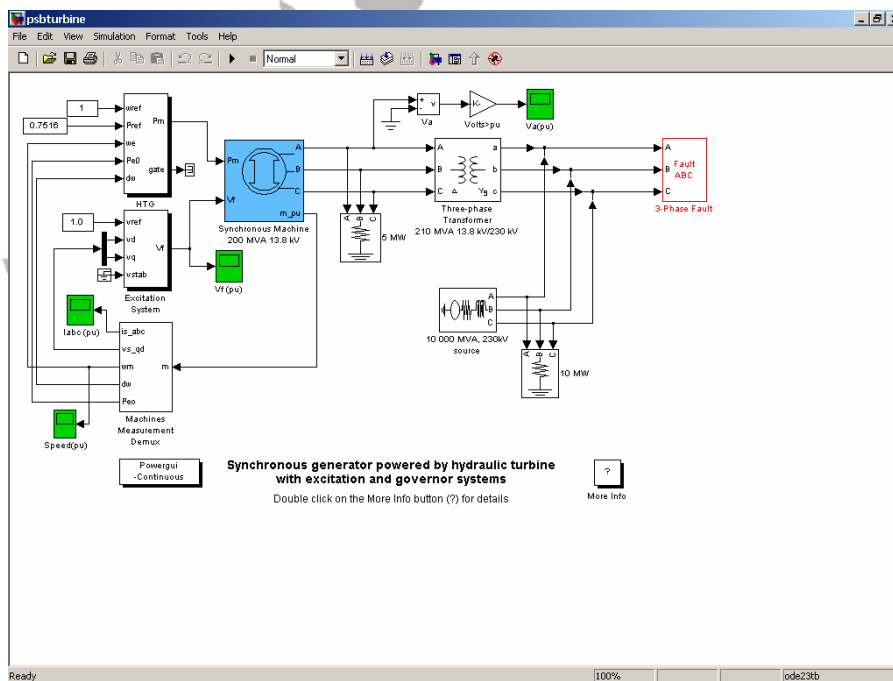 psbturbine
File Edit View Simulation Format Tools Help
Normal
1
0.7516
wref
Pref
we
Pe0
dw
Pm
gate
HTG
1.0
vref
vd
vq
vstab
Vf
Excitation
System
Vf(pu)
Iabc(pu)
is_abc
vs_qd
wm
dw
Peo
m
Machines
Measurement
Demux
Speed(pu)
Pm
Vf
A
B
C
m_pu
Synchronous Machine
200 MVA 13.8 kV
A B C
5 MW
+
-
v
Va
K-
Volts>pu
Va(pu)
A
B
C
a
b
c
Δ
Yg
Three-phase
Transformer
210 MVA 13.8 kV/230 kV
A
B
C
Fault
ABC
3-Phase Fault
A
B
C
10 000 MVA, 230kV
source
A B C
10 MW
Powergui
-Continuous
Synchronous generator powered by hydraulic turbine
with excitation and governor systems
Double click on the More Info button (?) for details
?
More Info
Ready
100%
ode23tb